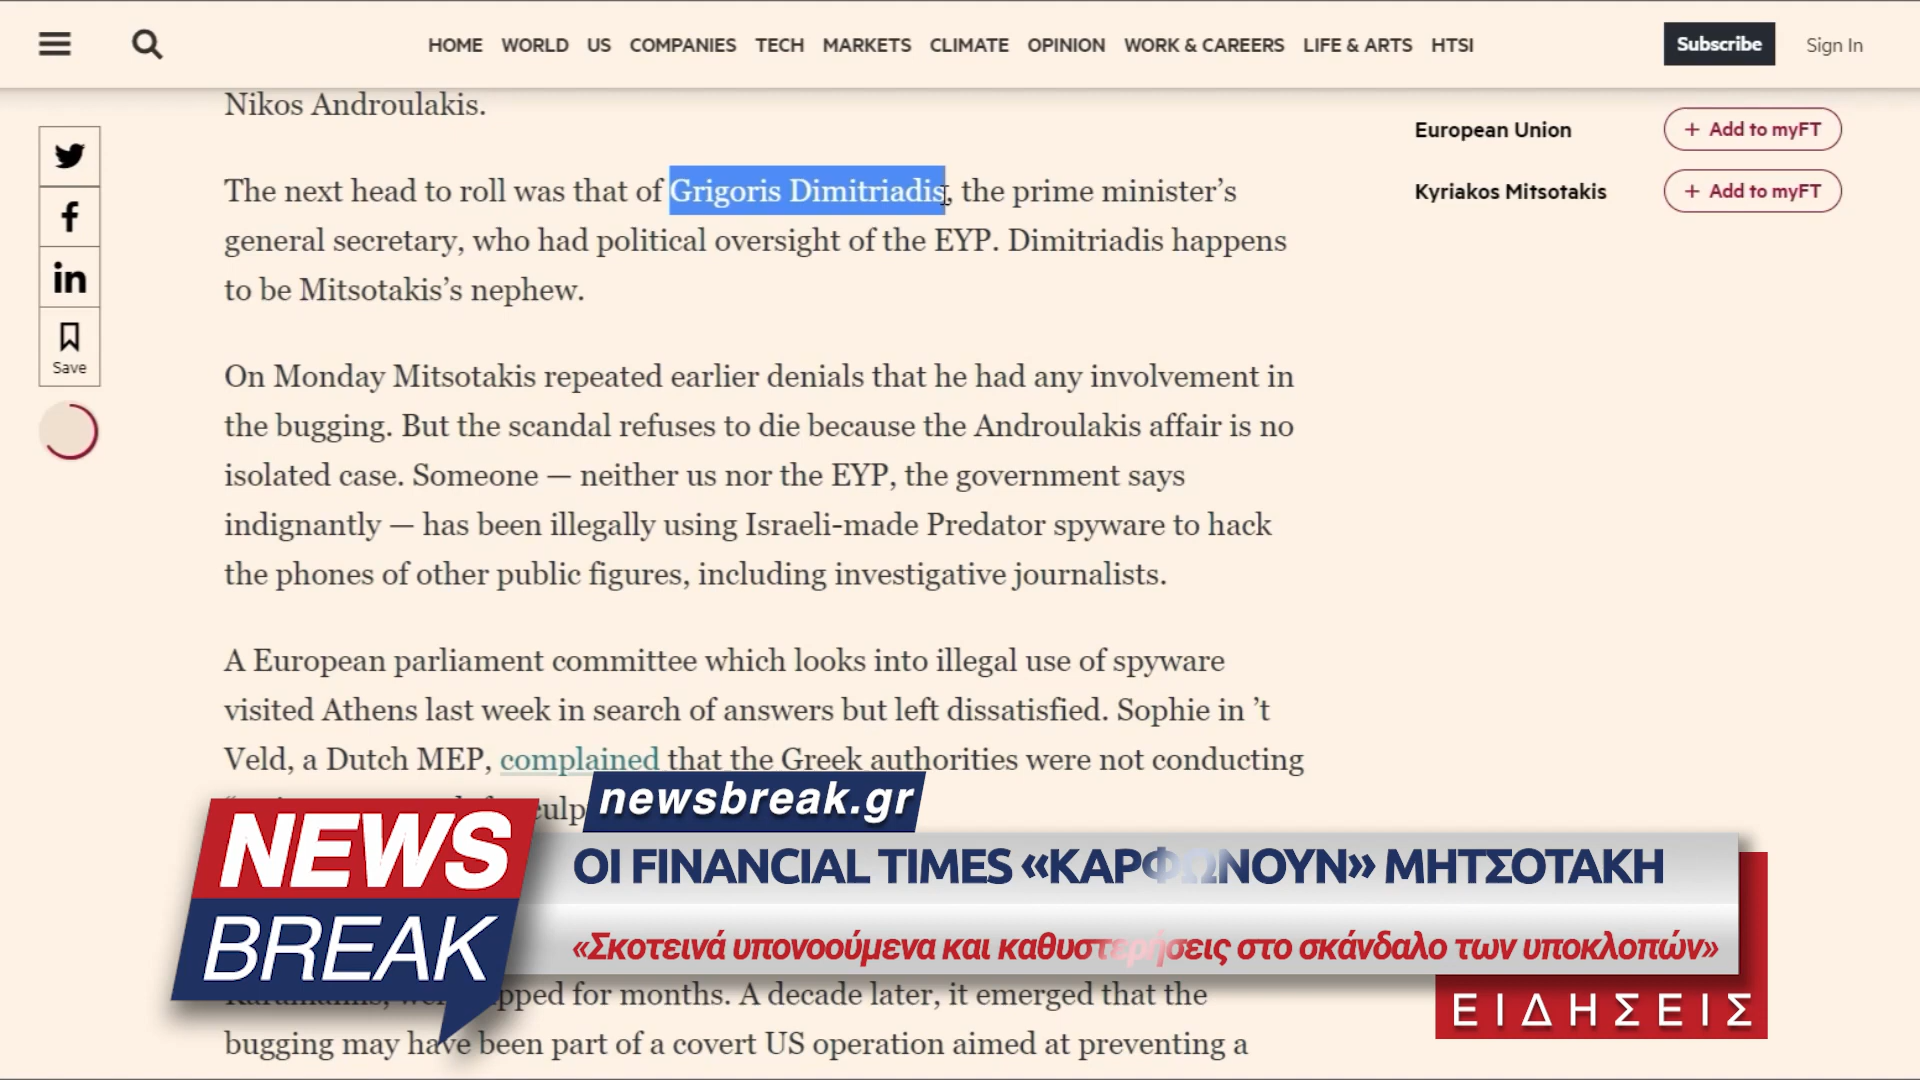 HOME WORLD US COMPANIES TECH MARKETS CLIMATE OPINION WORK & CAREERS LIFE & ARTS HTSI Subscribe Sign In
Nikos Androulakis.
The next head to roll was that of Grigoris Dimitriadis, the prime minister’s
general secretary, who had political oversight of the EYP. Dimitriadis happens
to be Mitsotakis’s nephew.
On Monday Mitsotakis repeated earlier denials that he had any involvement in
the bugging. But the scandal refuses to die because the Androulakis affair is no
isolated case. Someone — neither us nor the EYP, the government says
indignantly — has been illegally using Israeli-made Predator spyware to hack
the phones of other public figures, including investigative journalists.
A European parliament committee which looks into illegal use of spyware
visited Athens last week in search of answers but left dissatisfied. Sophie in ’t
Veld, a Dutch MEP, complained that the Greek authorities were not conducting
for months. A decade later, it emerged that the
bugging may have been part of a covert US operation aimed at preventing a
Save
European Union + Add to myFT
Kyriakos Mitsotakis + Add to myFT
newsbreak.gr
NEWS
BREAK
ΟΙ FINANCIAL TIMES «ΚΑΡΦΩΝΟΥΝ» ΜΗΤΣΟΤΑΚΗ
«Σκοτεινά υπονοούμενα και καθυστερήσεις στο σκάνδαλο των υποκλοπών»
ΕΙΔΗΣΕΙΣ